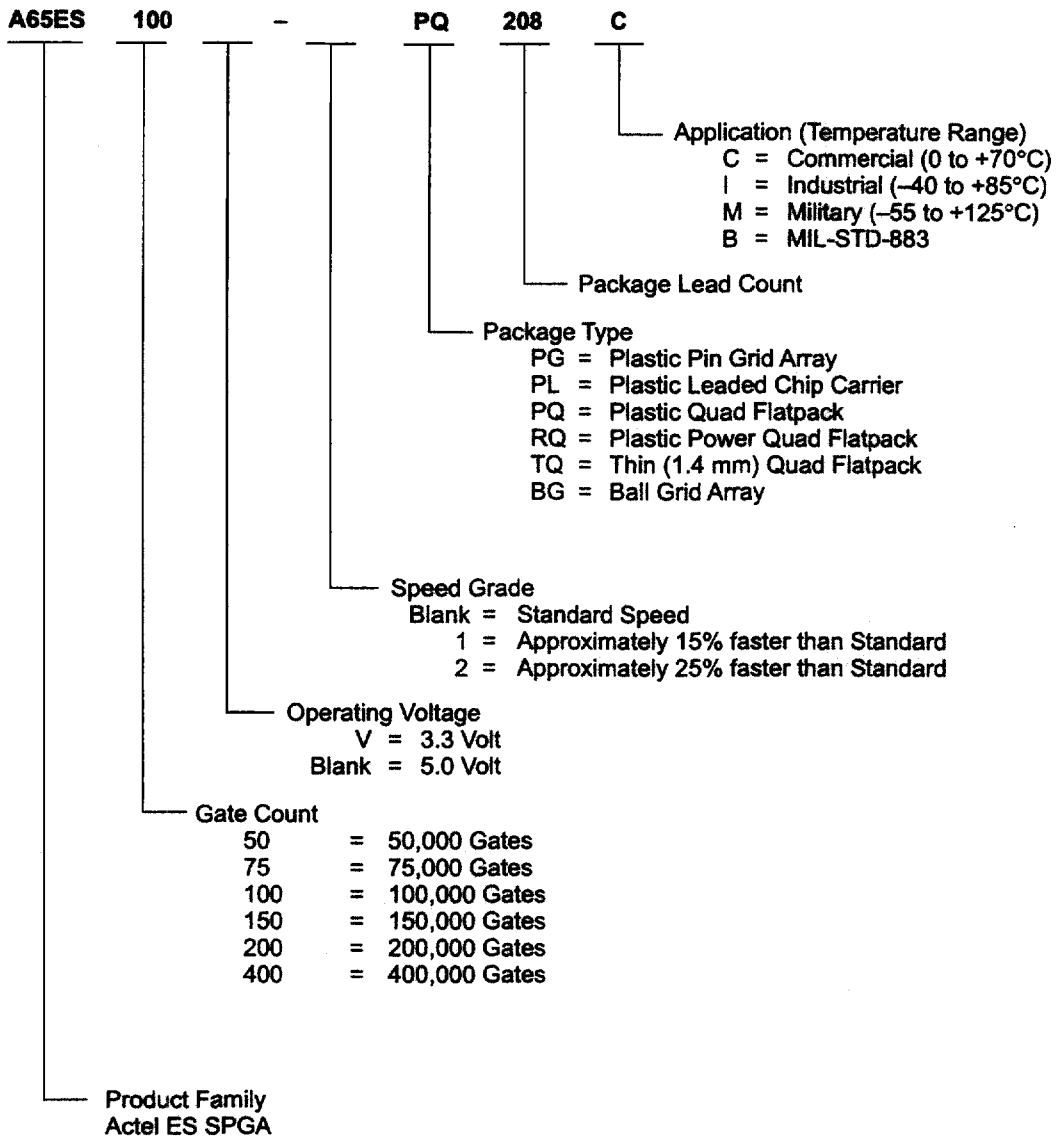 A65ES 100 – PQ 208 C
Application (Temperature Range)
C = Commercial (0 to +70°C)
I = Industrial (–40 to +85°C)
M = Military (–55 to +125°C)
B = MIL-STD-883
Package Lead Count
Package Type
PG = Plastic Pin Grid Array
PL = Plastic Leaded Chip Carrier
PQ = Plastic Quad Flatpack
RQ = Plastic Power Quad Flatpack
TQ = Thin (1.4 mm) Quad Flatpack
BG = Ball Grid Array
Speed Grade
Blank = Standard Speed
1 = Approximately 15% faster than Standard
2 = Approximately 25% faster than Standard
Operating Voltage
V = 3.3 Volt
Blank = 5.0 Volt
Gate Count
50 = 50,000 Gates
75 = 75,000 Gates
100 = 100,000 Gates
150 = 150,000 Gates
200 = 200,000 Gates
400 = 400,000 Gates
Product Family
Actel ES SPGA